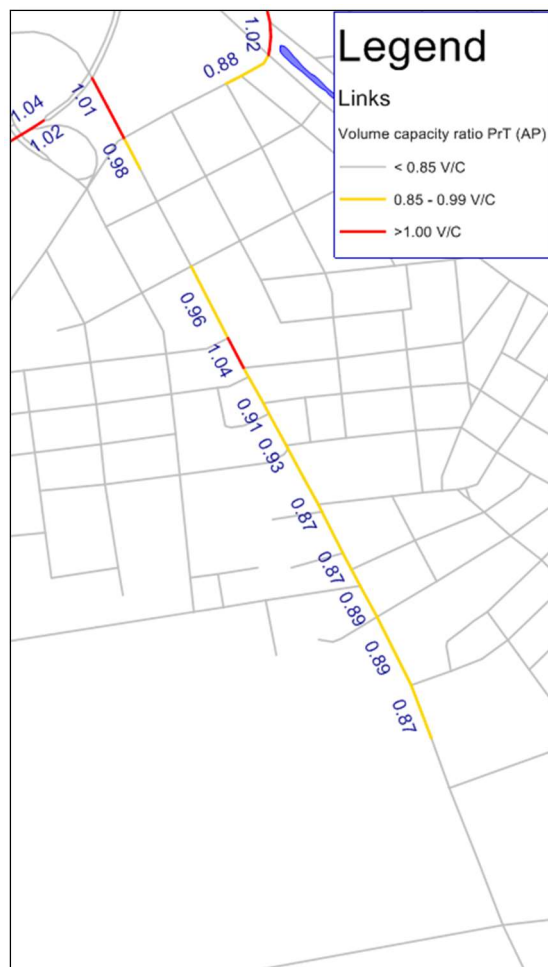 Legend
Links
Volume capacity ratio PrT (AP)
< 0.85 V/C
0.85 - 0.99 V/C
>1.00 V/C
1.02
0.88
1.04
1.02
1.01
0.98
0.96
1.04
0.91
0.93
0.87
0.87
0.89
0.89
0.87